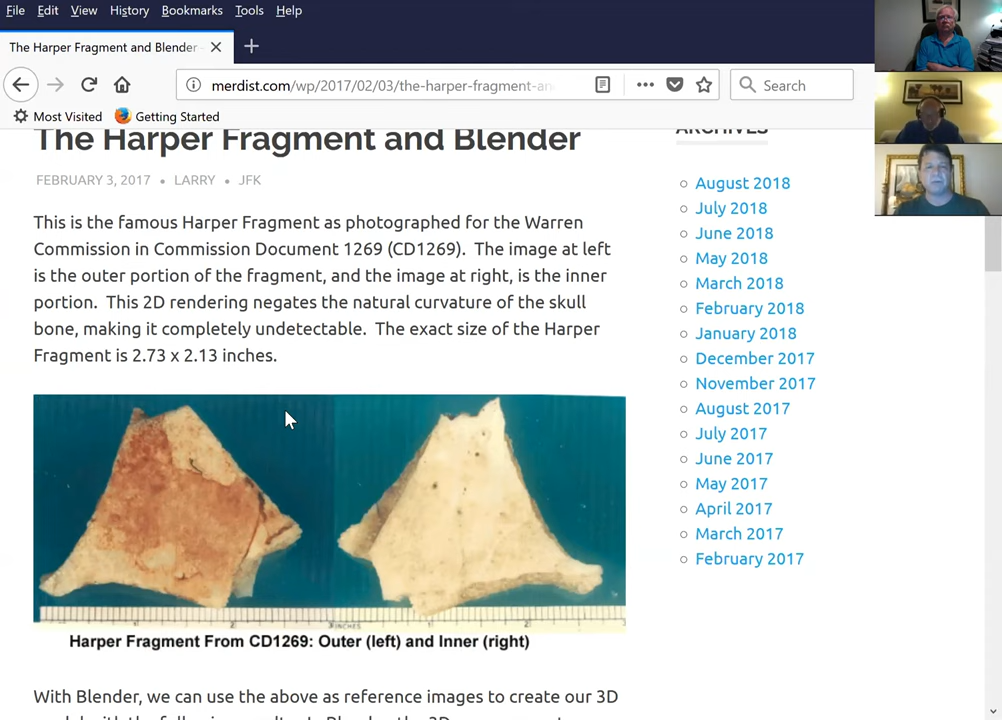 File Edit View History Bookmarks Tools Help
The Harper Fragment and Blender
merdist.com/wp/2017/02/03/the-harper-fragment-an
Search
Most Visited Getting Started
The Harper Fragment and Blender
FEBRUARY 3, 2017 • LARRY • JFK
This is the famous Harper Fragment as photographed for the Warren
Commission in Commission Document 1269 (CD1269). The image at left
is the outer portion of the fragment, and the image at right, is the inner
portion. This 2D rendering negates the natural curvature of the skull
bone, making it completely undetectable. The exact size of the Harper
Fragment is 2.73 x 2.13 inches.
INCHES
Harper Fragment From CD1269: Outer (left) and Inner (right)
With Blender, we can use the above as reference images to create our 3D
ARCHIVES
August 2018
July 2018
June 2018
May 2018
March 2018
February 2018
January 2018
December 2017
November 2017
August 2017
July 2017
June 2017
May 2017
April 2017
March 2017
February 2017